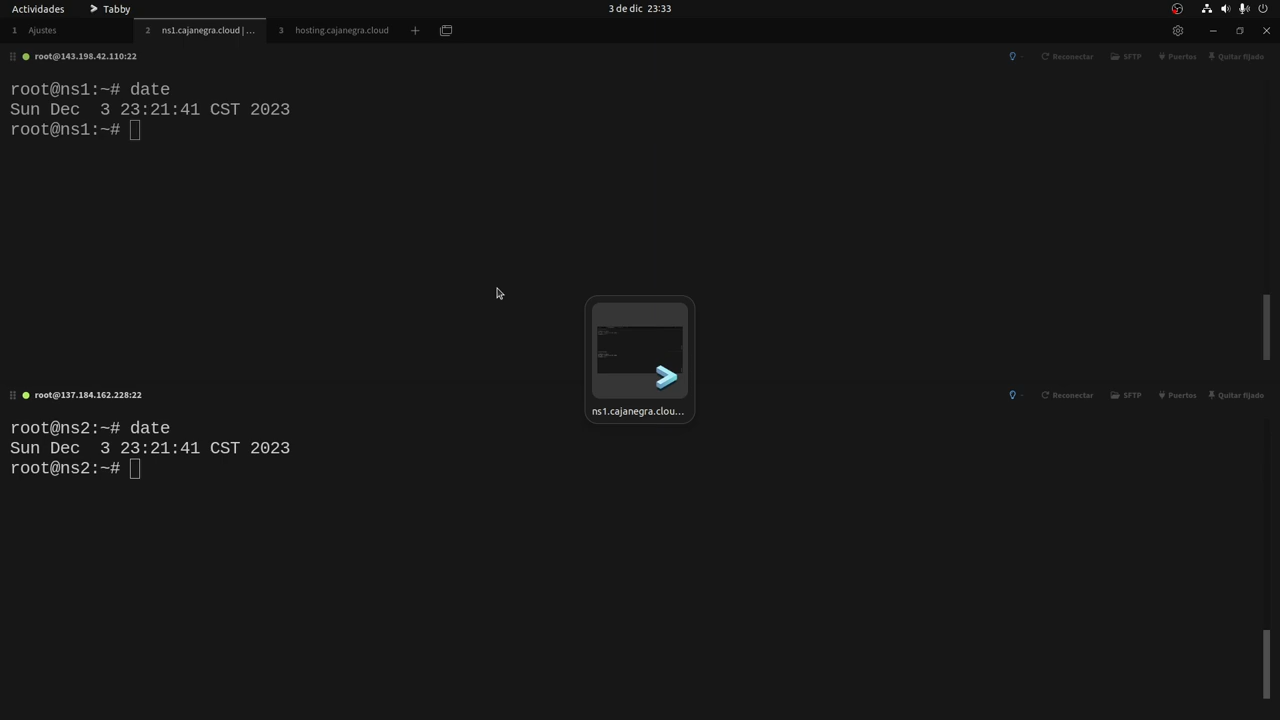 Actividades
Tabby
3 de dic 23:33
1 Ajustes
2 ns1.cajanegra.cloud | ...
3 hosting.cajanegra.cloud
root@143.198.42.110:22
Reconectar
SFTP
Puertos
Quitar fijado
root@ns1:~# date
Sun Dec  3 23:21:41 CST 2023
root@ns1:~#
ns1.cajanegra.clou...
root@137.184.162.228:22
Reconectar
SFTP
Puertos
Quitar fijado
root@ns2:~# date
Sun Dec  3 23:21:41 CST 2023
root@ns2:~#